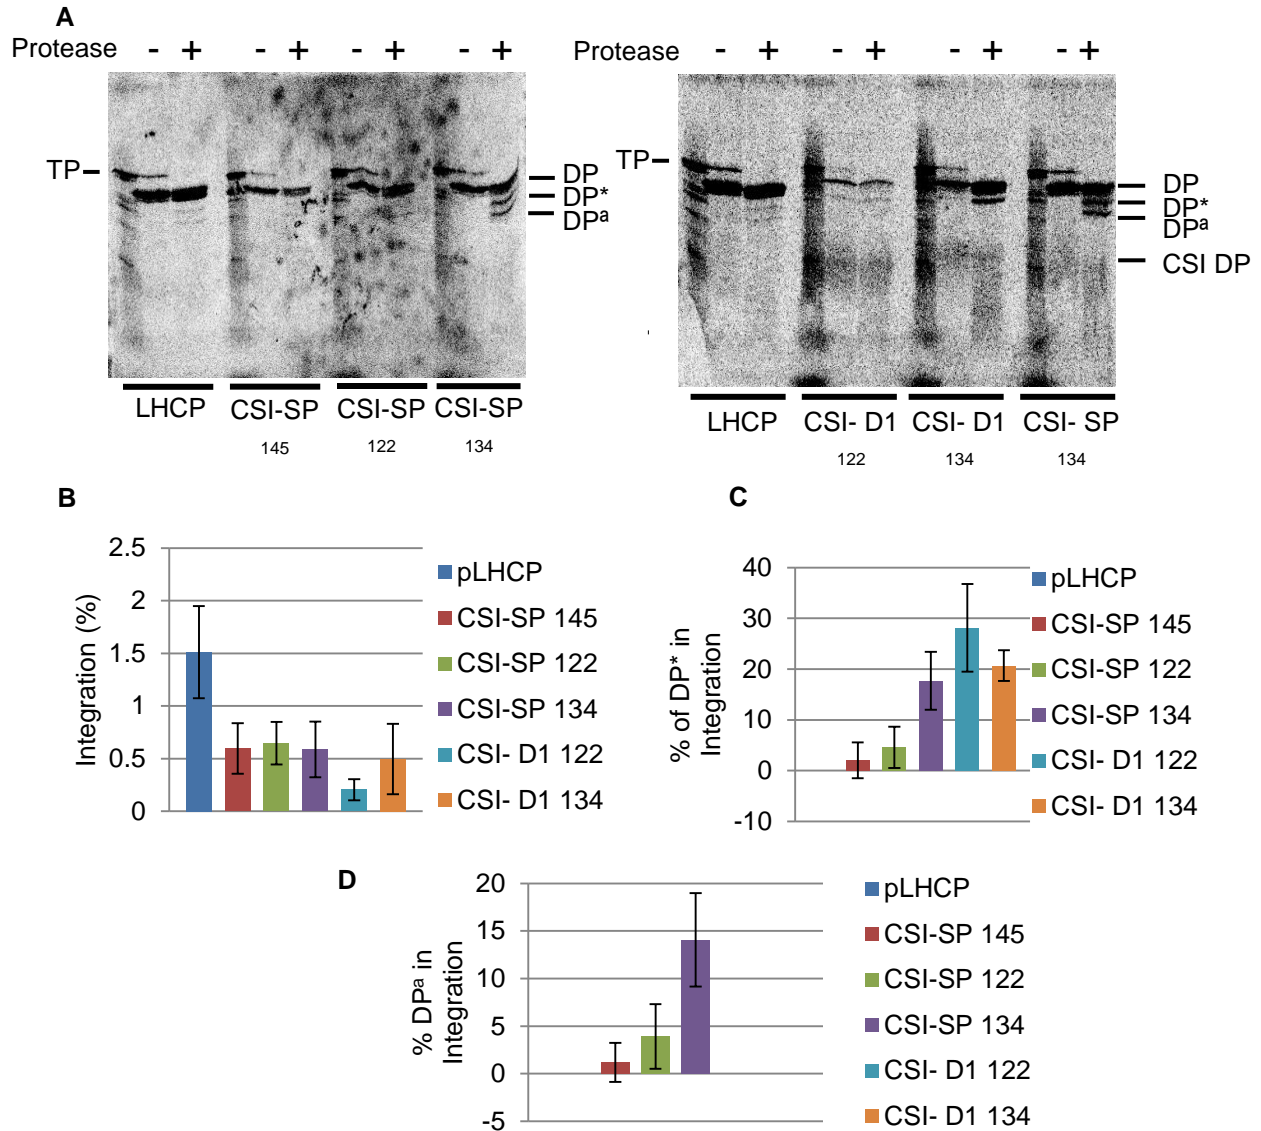 A
Protease - + - + - + - +
TP
DP
DP*
DPa
LHCP CSI-SP CSI-SP CSI-SP
145 122 134
Protease - + - + - + - +
TP
DP
DP*
DPa
CSI DP
LHCP CSI- D1 CSI- D1 CSI- SP
122 134 134
B
Integration (%)
2.5
2
1.5
1
0.5
0
pLHCP
CSI-SP 145
CSI-SP 122
CSI-SP 134
CSI- D1 122
CSI- D1 134
C
% of DP* in
Integration
40
30
20
10
0
-10
pLHCP
CSI-SP 145
CSI-SP 122
CSI-SP 134
CSI- D1 122
CSI- D1 134
D
% DPa in
Integration
20
15
10
5
0
-5
pLHCP
CSI-SP 145
CSI-SP 122
CSI-SP 134
CSI- D1 122
CSI- D1 134